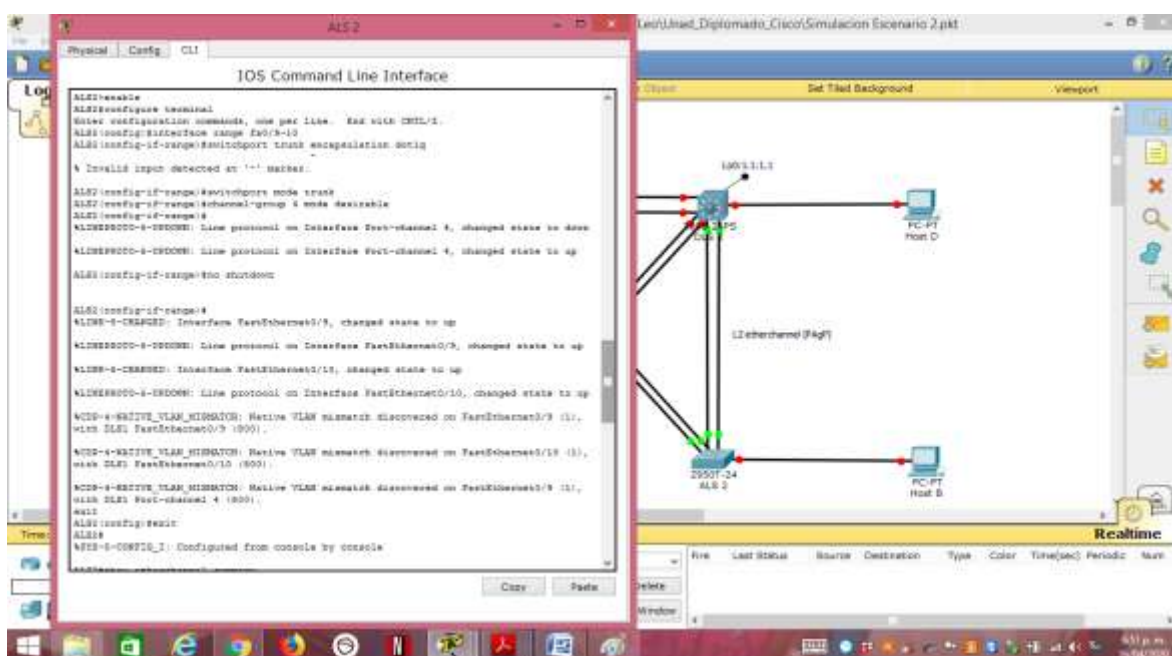 ALS 2
Leo\Unad_Diplomado_Cisco\Simulacion Escenario 2.pkt
Physical Config CLI
IOS Command Line Interface
ALS2>enable
ALS2#configure terminal
Enter configuration commands, one per line. End with CNTL/Z.
ALS2(config)#interface range fa0/9-10
ALS2(config-if-range)#switchport trunk encapsulation dot1q
^
% Invalid input detected at '^' marker.
ALS2(config-if-range)#switchport mode trunk
ALS2(config-if-range)#channel-group 4 mode desirable
ALS2(config-if-range)#
%LINEPROTO-5-UPDOWN: Line protocol on Interface Port-channel 4, changed state to down
%LINEPROTO-5-UPDOWN: Line protocol on Interface Port-channel 4, changed state to up
ALS2(config-if-range)#no shutdown
ALS2(config-if-range)#
%LINK-5-CHANGED: Interface FastEthernet0/9, changed state to up
%LINEPROTO-5-UPDOWN: Line protocol on Interface FastEthernet0/9, changed state to up
%LINK-5-CHANGED: Interface FastEthernet0/10, changed state to up
%LINEPROTO-5-UPDOWN: Line protocol on Interface FastEthernet0/10, changed state to up
%CDP-4-NATIVE_VLAN_MISMATCH: Native VLAN mismatch discovered on FastEthernet0/9 (1),
with DLS1 FastEthernet0/9 (800).
%CDP-4-NATIVE_VLAN_MISMATCH: Native VLAN mismatch discovered on FastEthernet0/10 (1),
with DLS1 FastEthernet0/10 (800).
%CDP-4-NATIVE_VLAN_MISMATCH: Native VLAN mismatch discovered on FastEthernet0/9 (1),
with DLS1 Port-channel 4 (800).
exit
ALS2(config)#exit
ALS2#
%SYS-5-CONFIG_I: Configured from console by console
Copy Paste
Object
Set Tiled Background
Viewport
Lo0/1.1.1.1
PC-PT
Host D
L2 etherchannel (PAgP)
2950T-24
ALS 2
PC-PT
Host B
Time:
Realtime
Fire Last Status Source Destination Type Color Time(sec) Periodic Num
Delete
Window